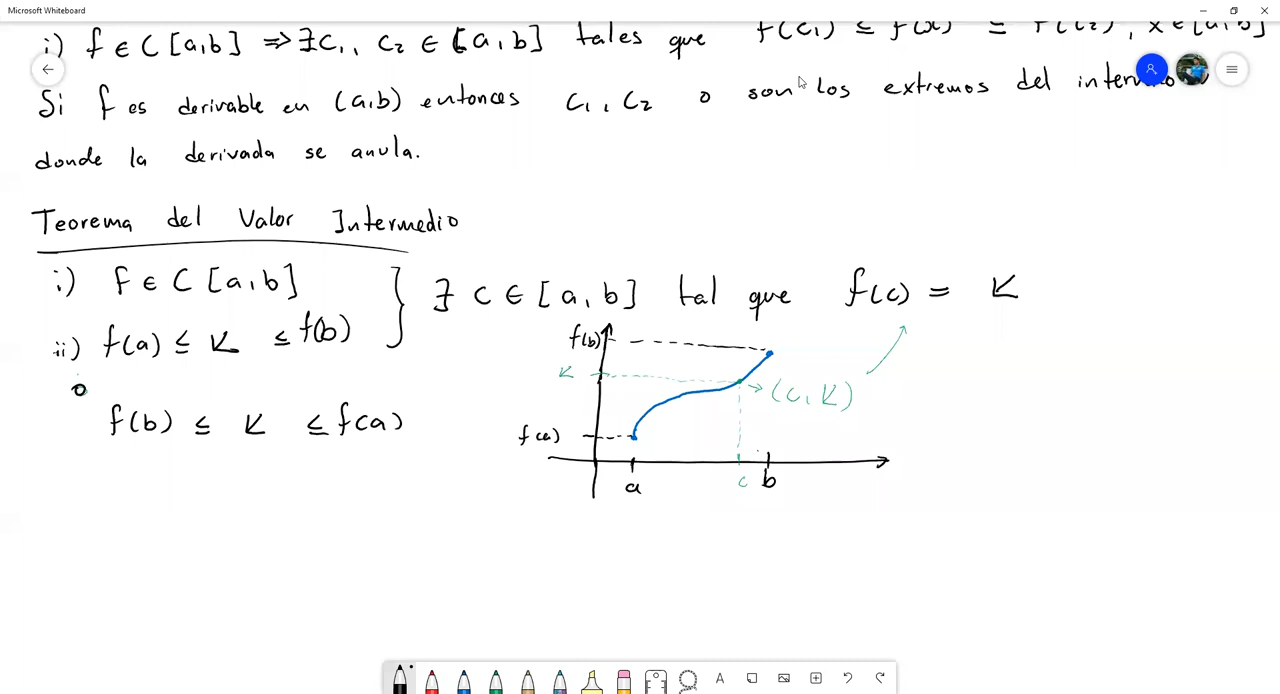 Microsoft Whiteboard
i) f ∈ C [a,b] => ∃ c₁, c₂ ∈ [a,b] tales que f(c₁) ≤ f(x) ≤ f(c₂), x ∈ [a,b]
Si f es derivable en (a,b) entonces c₁, c₂ o son los extremos del intervalo
donde la derivada se anula.
Teorema del Valor Intermedio
i) f ∈ C [a,b]
∃ c ∈ [a,b] tal que f(c) = K
ii) f(a) ≤ K ≤ f(b)
o
f(b) ≤ K ≤ f(a)
f(b)
K
(c, K)
f(a)
a
c
b
A